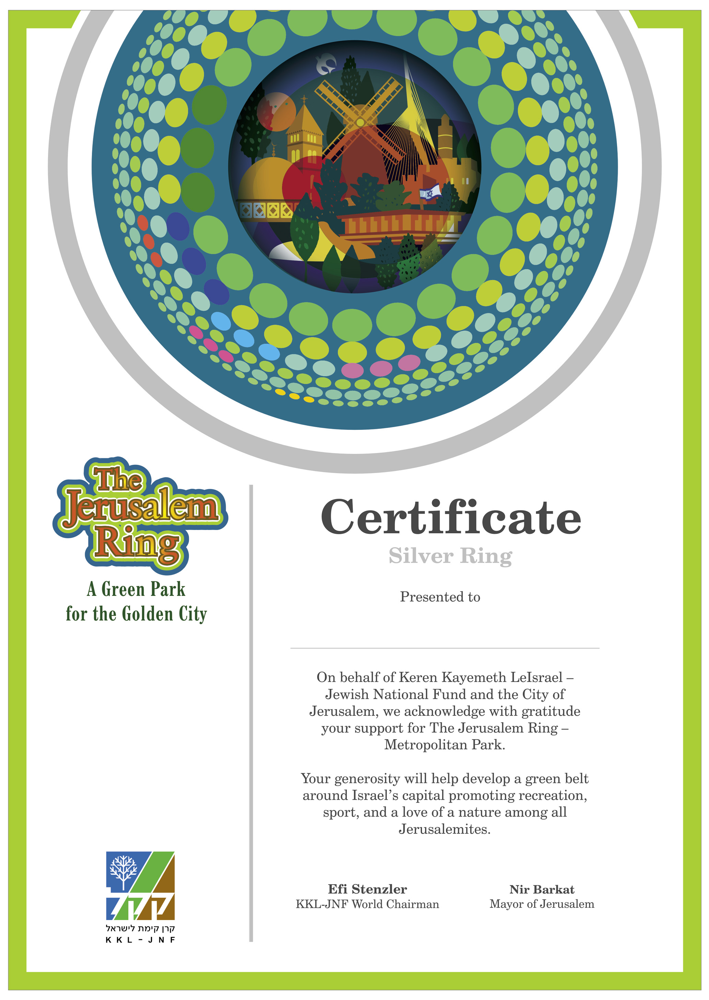 The
Jerusalem
Ring
A Green Park
for the Golden City
Certificate
Silver Ring
Presented to
On behalf of Keren Kayemeth LeIsrael –
Jewish National Fund and the City of
Jerusalem, we acknowledge with gratitude
your support for The Jerusalem Ring –
Metropolitan Park.
Your generosity will help develop a green belt
around Israel's capital promoting recreation,
sport, and a love of a nature among all
Jerusalemites.
Efi Stenzler
KKL-JNF World Chairman
Nir Barkat
Mayor of Jerusalem
קקל
קרן קימת לישראל
KKL-JNF